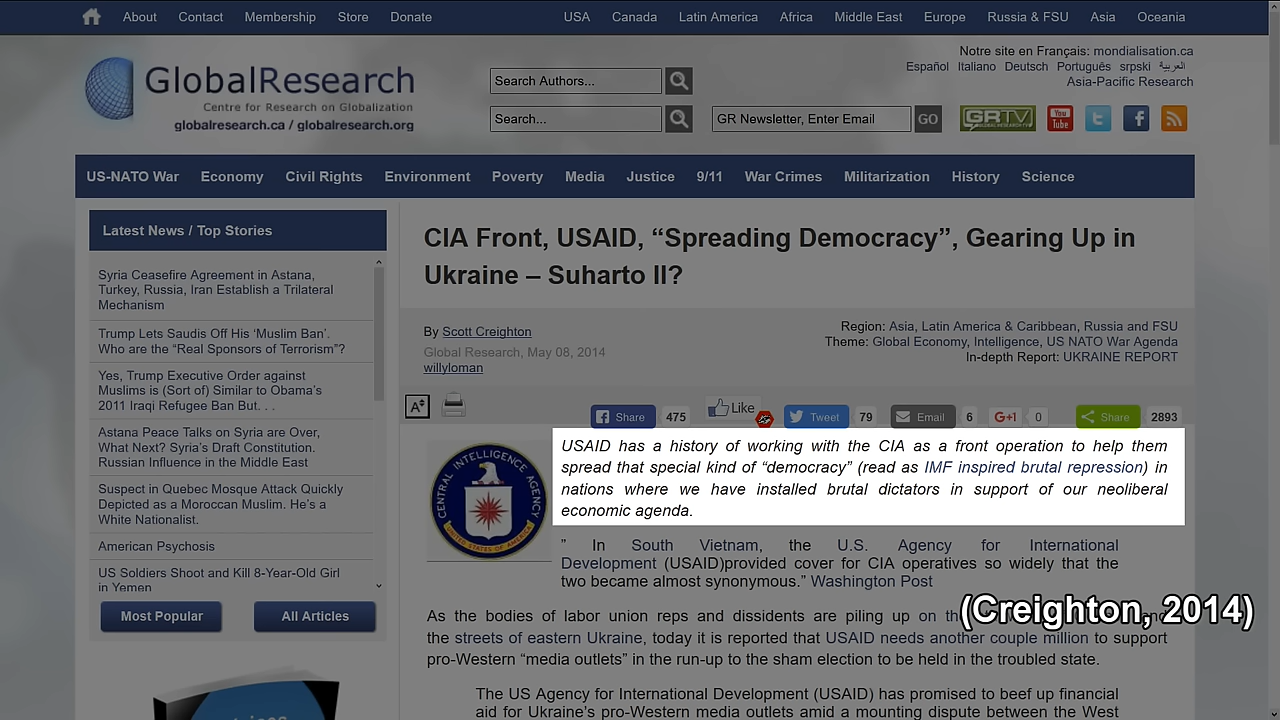 About Contact Membership Store Donate USA Canada Latin America Africa Middle East Europe Russia & FSU Asia Oceania
Notre site en Français: mondialisation.ca
Español Italiano Deutsch Português srpski العربية
Asia-Pacific Research
GlobalResearch
Centre for Research on Globalization
globalresearch.ca / globalresearch.org
Search Authors...
Search... GR Newsletter, Enter Email GO GRTV You Tube
US-NATO War Economy Civil Rights Environment Poverty Media Justice 9/11 War Crimes Militarization History Science
Latest News / Top Stories
Syria Ceasefire Agreement in Astana,
Turkey, Russia, Iran Establish a Trilateral
Mechanism
Trump Lets Saudis Off His ‘Muslim Ban’.
Who are the “Real Sponsors of Terrorism”?
Yes, Trump Executive Order against
Muslims is (Sort of) Similar to Obama’s
2011 Iraqi Refugee Ban But. . .
Astana Peace Talks on Syria are Over,
What Next? Syria’s Draft Constitution.
Russian Influence in the Middle East
Suspect in Quebec Mosque Attack Quickly
Depicted as a Moroccan Muslim. He’s a
White Nationalist.
American Psychosis
US Soldiers Shoot and Kill 8-Year-Old Girl
in Yemen
Most Popular All Articles
CIA Front, USAID, “Spreading Democracy”, Gearing Up in
Ukraine – Suharto II?
By Scott Creighton
Global Research, May 08, 2014
willyloman
Region: Asia, Latin America & Caribbean, Russia and FSU
Theme: Global Economy, Intelligence, US NATO War Agenda
In-depth Report: UKRAINE REPORT
A
Share 475 Like Tweet 79 Email 6 G+1 0 Share 2893
CENTRAL INTELLIGENCE AGENCY
UNITED STATES OF AMERICA
USAID has a history of working with the CIA as a front operation to help them
spread that special kind of “democracy” (read as IMF inspired brutal repression) in
nations where we have installed brutal dictators in support of our neoliberal
economic agenda.
” In South Vietnam, the U.S. Agency for International
Development (USAID)provided cover for CIA operatives so widely that the
two became almost synonymous.” Washington Post
As the bodies of labor union reps and dissidents are piling up on
the streets of eastern Ukraine, today it is reported that USAID needs another couple million to support
pro-Western “media outlets” in the run-up to the sham election to be held in the troubled state.
The US Agency for International Development (USAID) has promised to beef up financial
aid for Ukraine’s pro-Western media outlets amid a mounting dispute between the West
(Creighton, 2014)